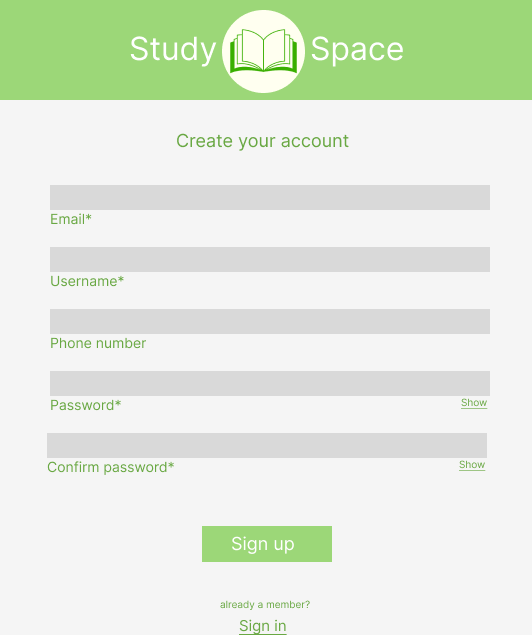 Study Space
Create your account
Email*
Username*
Phone number
Password*
Show
Confirm password*
Show
Sign up
already a member?
Sign in